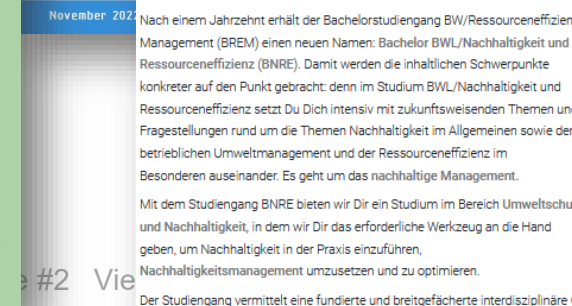 November 2022
Nach einem Jahrzehnt erhält der Bachelorstudiengang BW/Ressourceneffizien
Management (BREM) einen neuen Namen: Bachelor BWL/Nachhaltigkeit und
Ressourceneffizienz (BNRE). Damit werden die inhaltlichen Schwerpunkte
konkreter auf den Punkt gebracht: denn im Studium BWL/Nachhaltigkeit und
Ressourceneffizienz setzt Du Dich intensiv mit zukunftsweisenden Themen und
Fragestellungen rund um die Themen Nachhaltigkeit im Allgemeinen sowie der
betrieblichen Umweltmanagement und der Ressourceneffizienz im
Besonderen auseinander. Es geht um das nachhaltige Management.
Mit dem Studiengang BNRE bieten wir Dir ein Studium im Bereich Umweltschu
und Nachhaltigkeit, in dem wir Dir das erforderliche Werkzeug an die Hand
geben, um Nachhaltigkeit in der Praxis einzuführen,
Nachhaltigkeitsmanagement umzusetzen und zu optimieren.
Der Studiengang vermittelt eine fundierte und breitgefächerte interdisziplinäre
#2 Vie